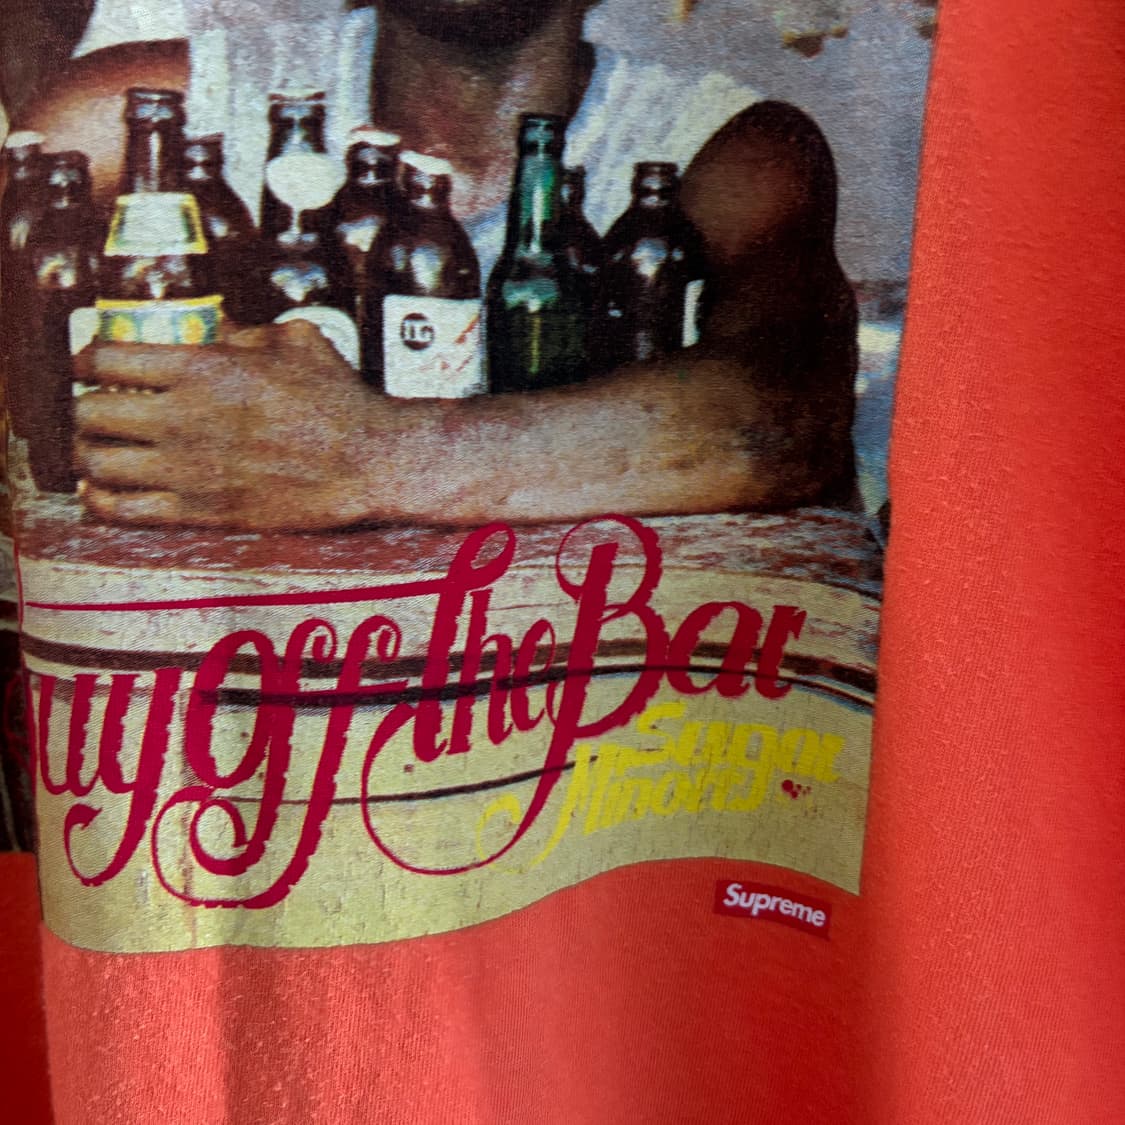 uy off the Bar
Sugar
Minott
Supreme